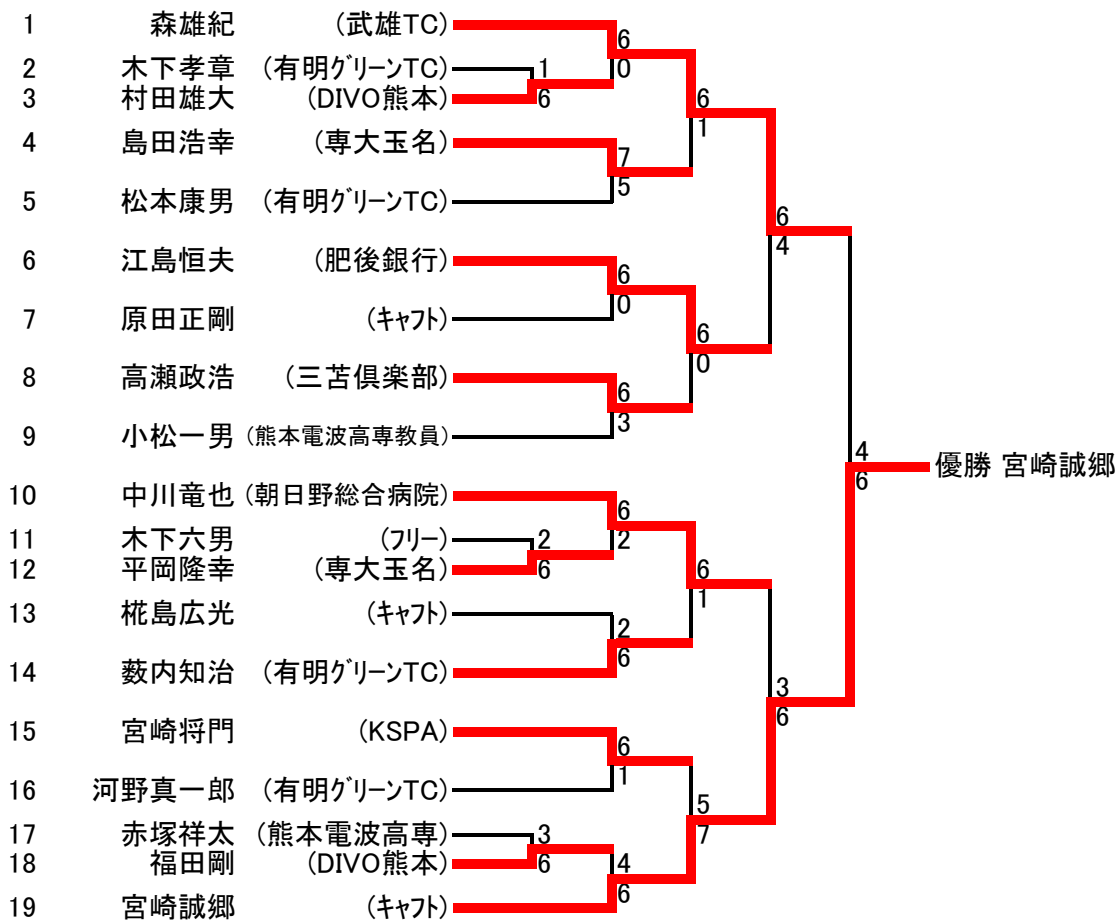 1 森雄紀 (武雄TC)
6
2 木下孝章 (有明グリーンTC) 1 0
3 村田雄大 (DIVO熊本) 6 6
1
4 島田浩幸 (専大玉名) 7
5
5 松本康男 (有明グリーンTC)
6
4
6 江島恒夫 (肥後銀行) 6
0
7 原田正剛 (キャフト) 6
0
8 高瀬政浩 (三苫倶楽部) 6
3
9 小松一男 (熊本電波高専教員) 4
優勝 宮崎誠郷
6
10 中川竜也 (朝日野総合病院) 6
11 木下六男 (フリー) 2 2
12 平岡隆幸 (専大玉名) 6 6
1
13 椛島広光 (キャフト) 2
6
14 薮内知治 (有明グリーンTC) 3
6
15 宮崎将門 (KSPA) 6
1
16 河野真一郎 (有明グリーンTC) 5
17 赤塚祥太 (熊本電波高専) 3 7
18 福田剛 (DIVO熊本) 6 4
6
19 宮崎誠郷 (キャフト)